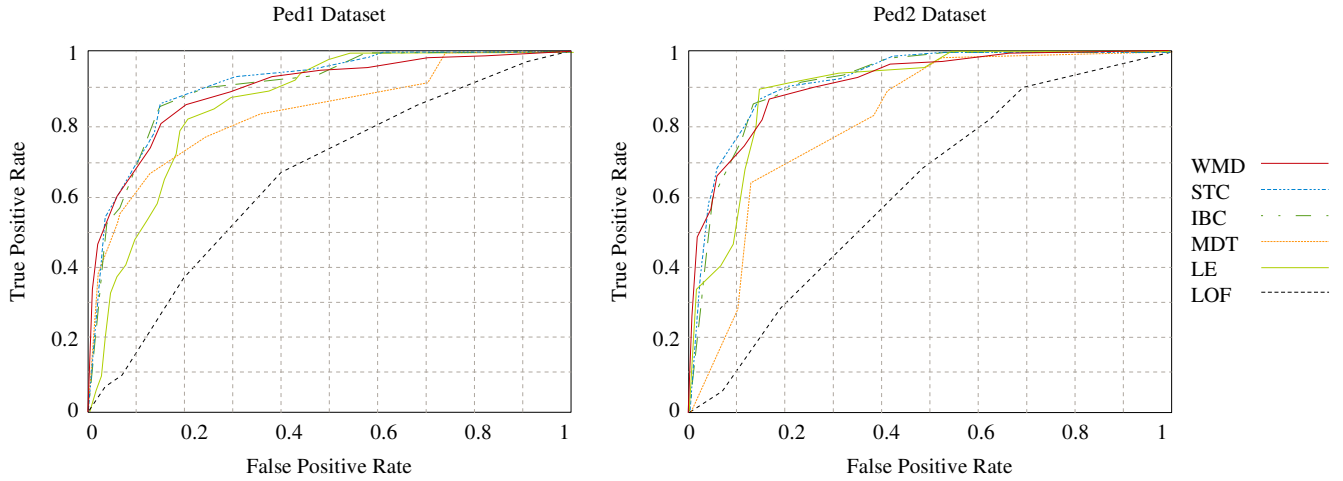 Ped1 Dataset
1
0.8
0.6
0.4
0.2
0
True Positive Rate
0 0.2 0.4 0.6 0.8 1
False Positive Rate
Ped2 Dataset
1
0.8
0.6
0.4
0.2
0
True Positive Rate
0 0.2 0.4 0.6 0.8 1
False Positive Rate
WMD
STC
IBC
MDT
LE
LOF